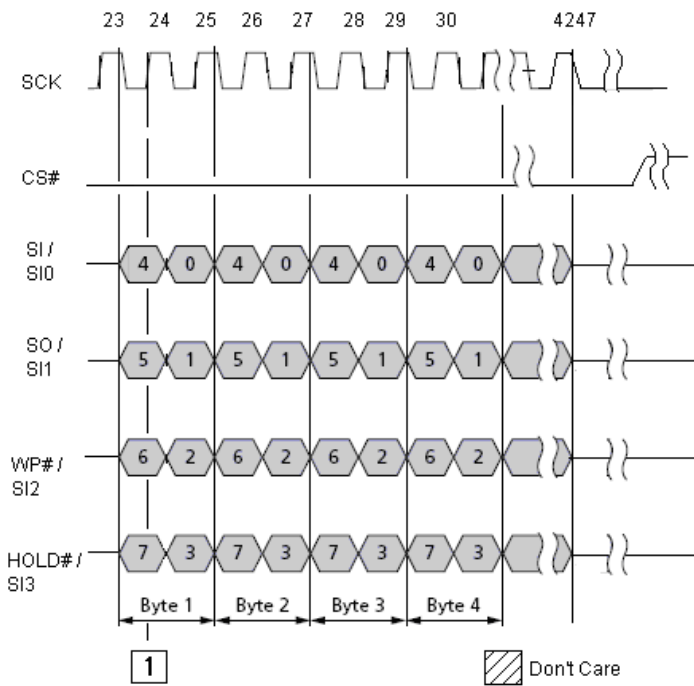 23 24 25 26 27 28 29 30 4247
SCK
CS#
SI /
SI0
4 0 4 0 4 0 4 0
SO /
SI1
5 1 5 1 5 1 5 1
WP# /
SI2
6 2 6 2 6 2 6 2
HOLD# /
SI3
7 3 7 3 7 3 7 3
Byte 1 Byte 2 Byte 3 Byte 4
1
Don't Care